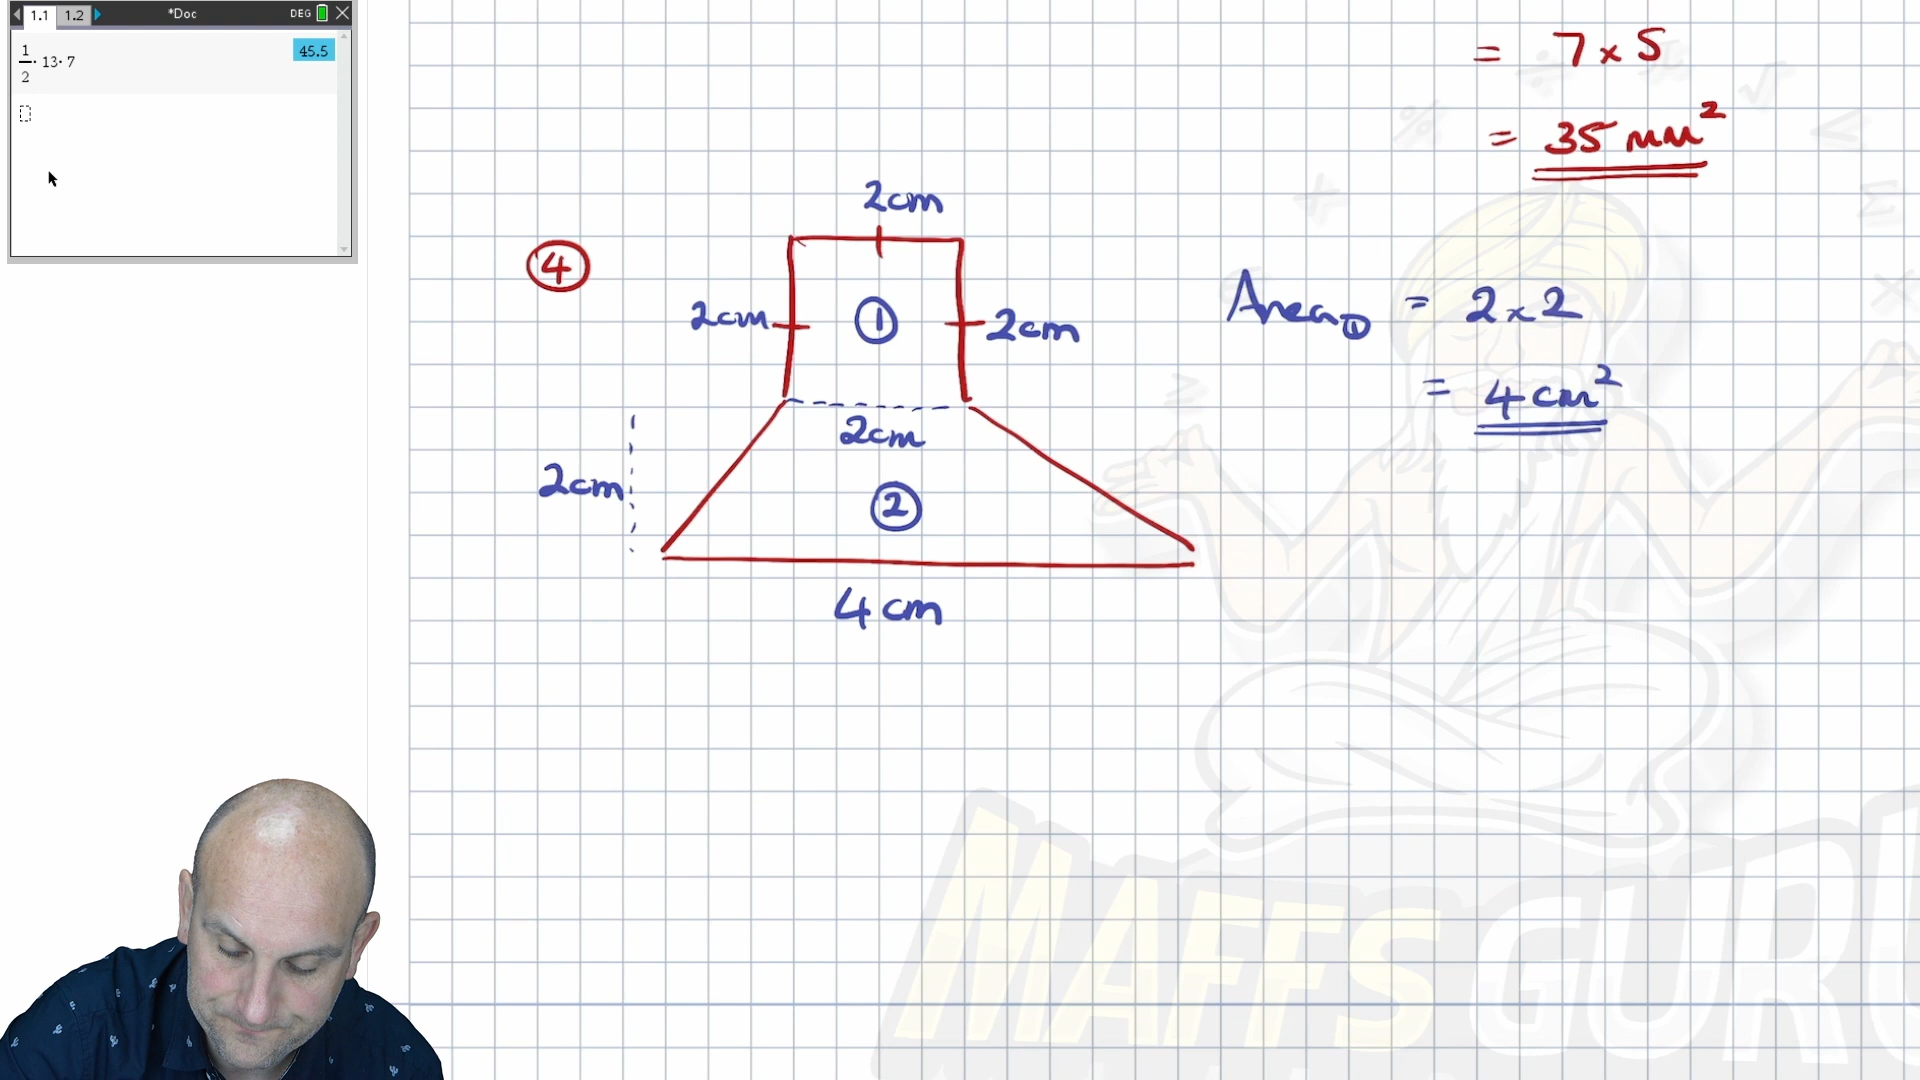 1.1 1.2 *Doc DEG
1/2 · 13 · 7
45.5
= 7 × 5
= 35 mm²
④
2cm
2cm
①
2cm
2cm
2cm
②
4 cm
Area① = 2 × 2
= 4 cm²
MAFFS GURU